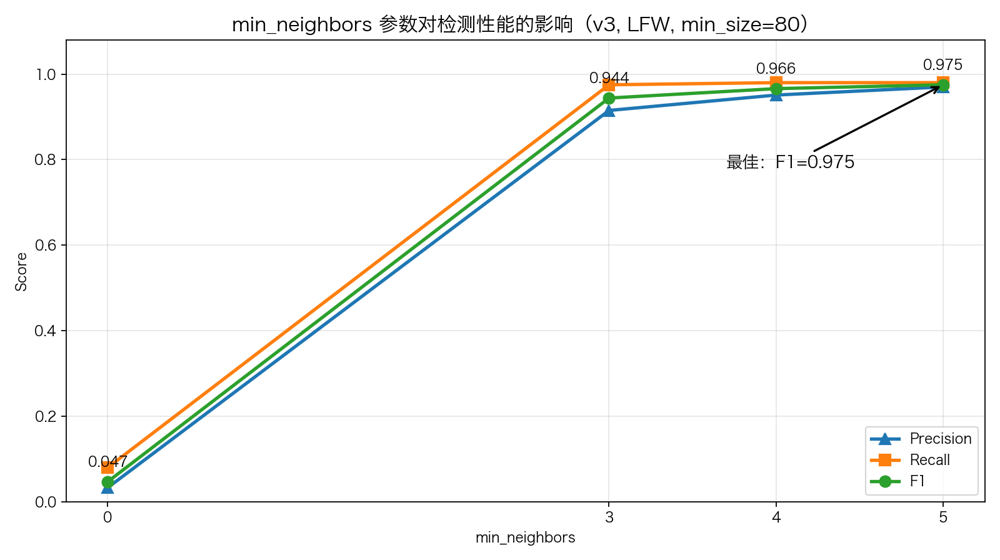 min_neighbors 参数对检测性能的影响（v3, LFW, min_size=80）
Score
1.0
0.8
0.6
0.4
0.2
0.0
0.047
0.944
0.966
0.975
最佳：F1=0.975
Precision
Recall
F1
0 3 4 5
min_neighbors